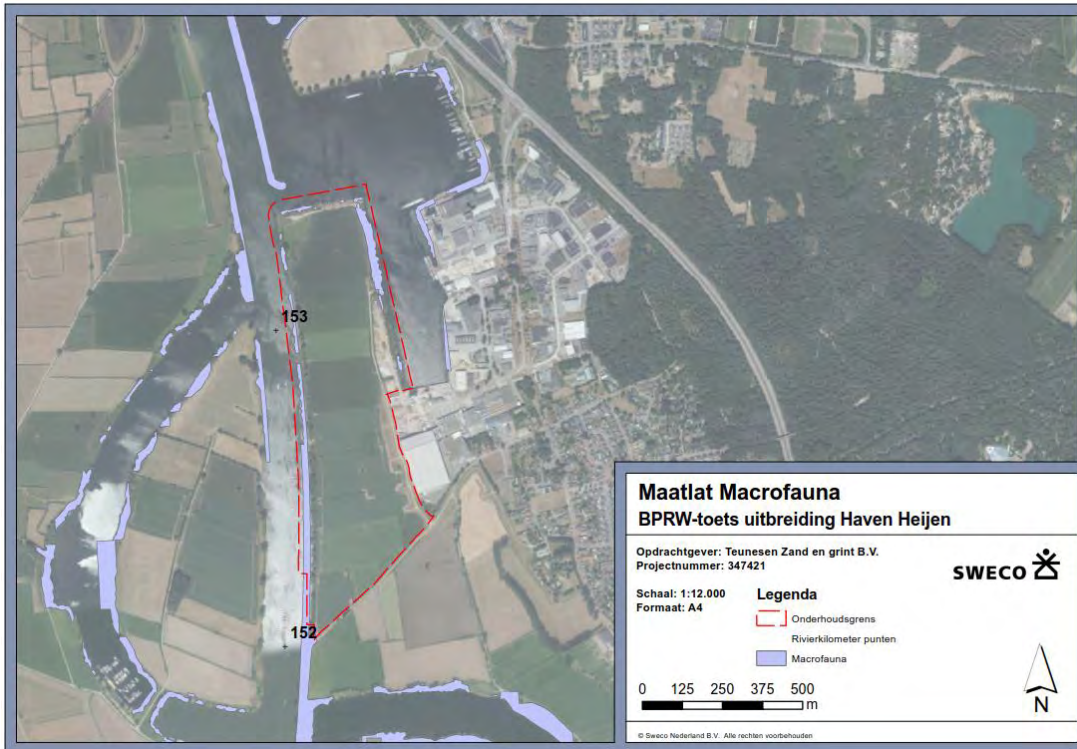 153
152
Maatlat Macrofauna
BPRW-toets uitbreiding Haven Heijen
Opdrachtgever: Teunesen Zand en grint B.V.
Projectnummer: 347421
SWECO
Schaal: 1:12.000
Formaat: A4
Legenda
Onderhoudsgrens
Rivierkilometer punten
Macrofauna
0 125 250 375 500
m
N
© Sweco Nederland B.V. Alle rechten voorbehouden